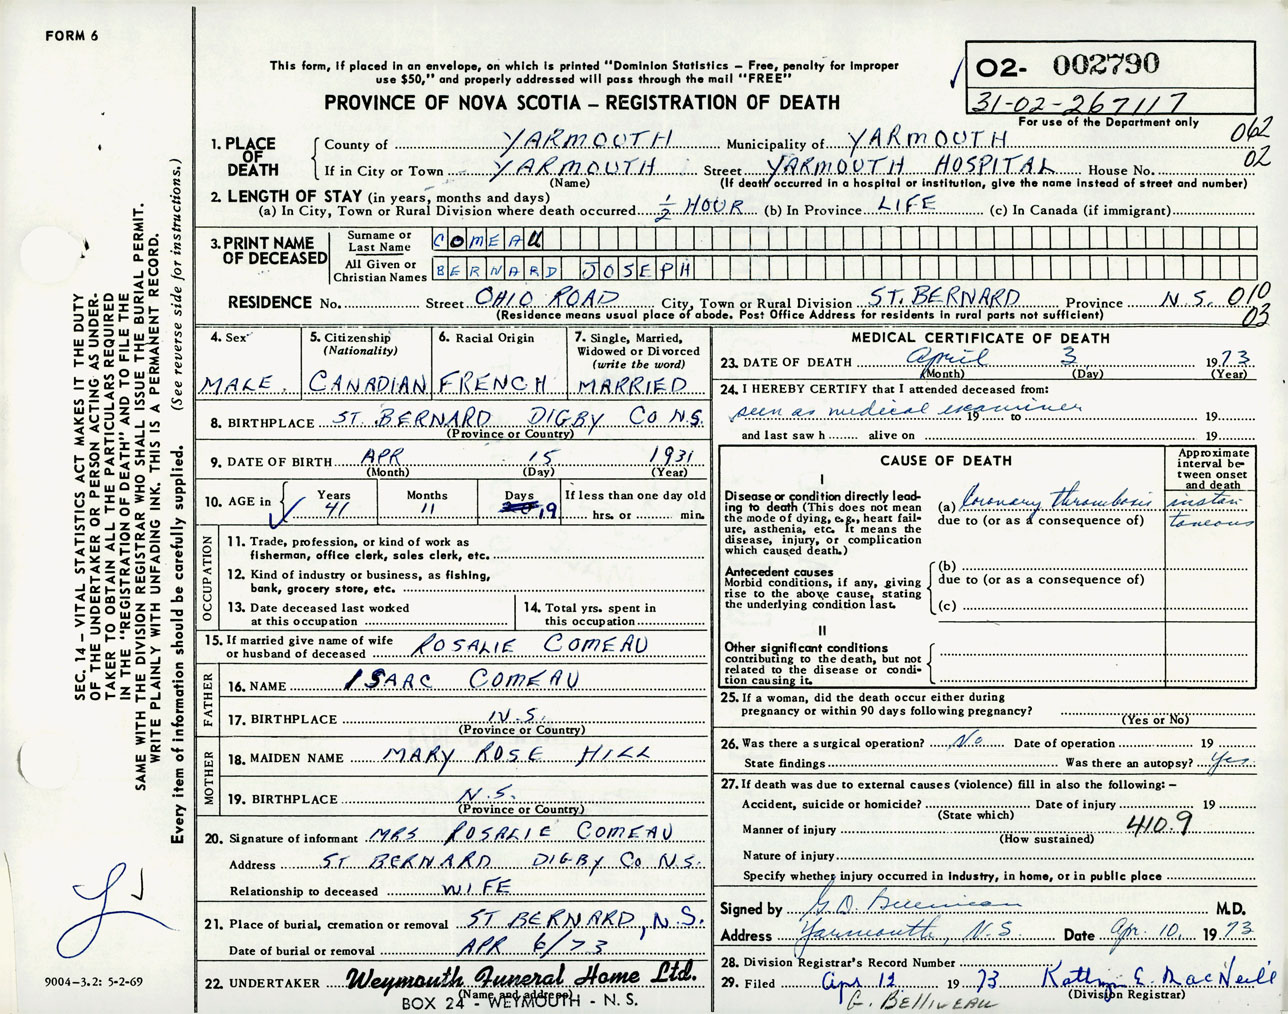 FORM 6
This form, if placed in an envelope, on which is printed "Dominion Statistics – Free, penalty for improper
use $50," and properly addressed will pass through the mail "FREE"
PROVINCE OF NOVA SCOTIA – REGISTRATION OF DEATH
02- 002790
31-02-267117
For use of the Department only
062
02
1. PLACE OF DEATH
County of YARMOUTH Municipality of YARMOUTH
If in City or Town YARMOUTH Street YARMOUTH HOSPITAL House No.
(Name) (If death occurred in a hospital or institution, give the name instead of street and number)
2. LENGTH OF STAY (in years, months and days)
(a) In City, Town or Rural Division where death occurred ½ HOUR (b) In Province LIFE (c) In Canada (if immigrant)
3. PRINT NAME OF DECEASED
Surname or Last Name COMEAU
All Given or Christian Names BERNARD JOSEPH
RESIDENCE No. Street OHIO ROAD City, Town or Rural Division ST. BERNARD Province N.S. 010
03
(Residence means usual place of abode. Post Office Address for residents in rural parts not sufficient)
4. Sex
MALE.
5. Citizenship
(Nationality)
CANADIAN
6. Racial Origin
FRENCH
7. Single, Married,
Widowed or Divorced
(write the word)
MARRIED
8. BIRTHPLACE ST. BERNARD DIGBY CO N.S.
(Province or Country)
9. DATE OF BIRTH APR 15 1931
(Month) (Day) (Year)
10. AGE in
Years Months Days If less than one day old
41 11 19 hrs. or min.
OCCUPATION
11. Trade, profession, or kind of work as
fisherman, office clerk, sales clerk, etc.
12. Kind of industry or business, as fishing,
bank, grocery store, etc.
13. Date deceased last worked
at this occupation
14. Total yrs. spent in
this occupation
15. If married give name of wife
or husband of deceased ROSALIE COMEAU
FATHER
16. NAME ISAAC COMEAU
17. BIRTHPLACE N.S.
(Province or Country)
MOTHER
18. MAIDEN NAME MARY ROSE HILL
19. BIRTHPLACE N.S.
(Province or Country)
20. Signature of informant MRS ROSALIE COMEAU
Address ST BERNARD DIGBY CO N.S.
Relationship to deceased WIFE
21. Place of burial, cremation or removal ST BERNARD, N.S.
Date of burial or removal APR 6/73
22. UNDERTAKER Weymouth Funeral Home Ltd.
(Name and address)
BOX 24 - WEYMOUTH - N. S.
MEDICAL CERTIFICATE OF DEATH
23. DATE OF DEATH April 3 1973
(Month) (Day) (Year)
24. I HEREBY CERTIFY that I attended deceased from:
seen as medical examiner
19 to 19
and last saw h alive on 19
CAUSE OF DEATH
Approximate
interval be-
tween onset
and death
I
Disease or condition directly lead-
ing to death (This does not mean
the mode of dying, e.g., heart fail-
ure, asthenia, etc. It means the
disease, injury, or complication
which caused death.)
(a) Coronary thrombosis instan
taneous
due to (or as a consequence of)
Antecedent causes
Morbid conditions, if any, giving
rise to the above cause, stating
the underlying condition last.
(b)
due to (or as a consequence of)
(c)
II
Other significant conditions
contributing to the death, but not
related to the disease or condi-
tion causing it.
25. If a woman, did the death occur either during
pregnancy or within 90 days following pregnancy?
(Yes or No)
26. Was there a surgical operation? No Date of operation 19
State findings Was there an autopsy? Yes
27. If death was due to external causes (violence) fill in also the following: –
Accident, suicide or homicide? Date of injury 19
(State which)
Manner of injury 410.9
(How sustained)
Nature of injury
Specify whether injury occurred in industry, in home, or in public place
Signed by G. D. M.D.
Address Yarmouth, N.S. Date Apr. 10, 1973
28. Division Registrar's Record Number
29. Filed Apr 12 1973 Kathryn E. MacNeill
(Division Registrar)
G. BELLIVEAU
SEC. 14 – VITAL STATISTICS ACT MAKES IT THE DUTY
OF THE UNDERTAKER OR PERSON ACTING AS UNDER-
TAKER TO OBTAIN ALL THE PARTICULARS REQUIRED
IN THE "REGISTRATION OF DEATH" AND TO FILE THE
SAME WITH THE DIVISION REGISTRAR WHO SHALL ISSUE THE BURIAL PERMIT.
WRITE PLAINLY WITH UNFADING INK. THIS IS A PERMANENT RECORD.
Every item of information should be carefully supplied. (See reverse side for instructions.)
9004–3.2: 5-2-69